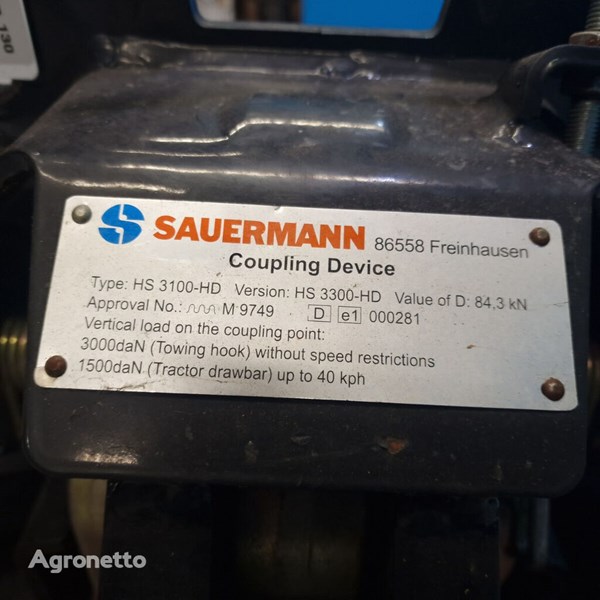 130
SAUERMANN 86558 Freinhausen
Coupling Device
Type: HS 3100-HD Version: HS 3300-HD Value of D: 84,3 kN
Approval No.: M 9749 D e1 000281
Vertical load on the coupling point:
3000daN (Towing hook) without speed restrictions
1500daN (Tractor drawbar) up to 40 kph
Agronetto